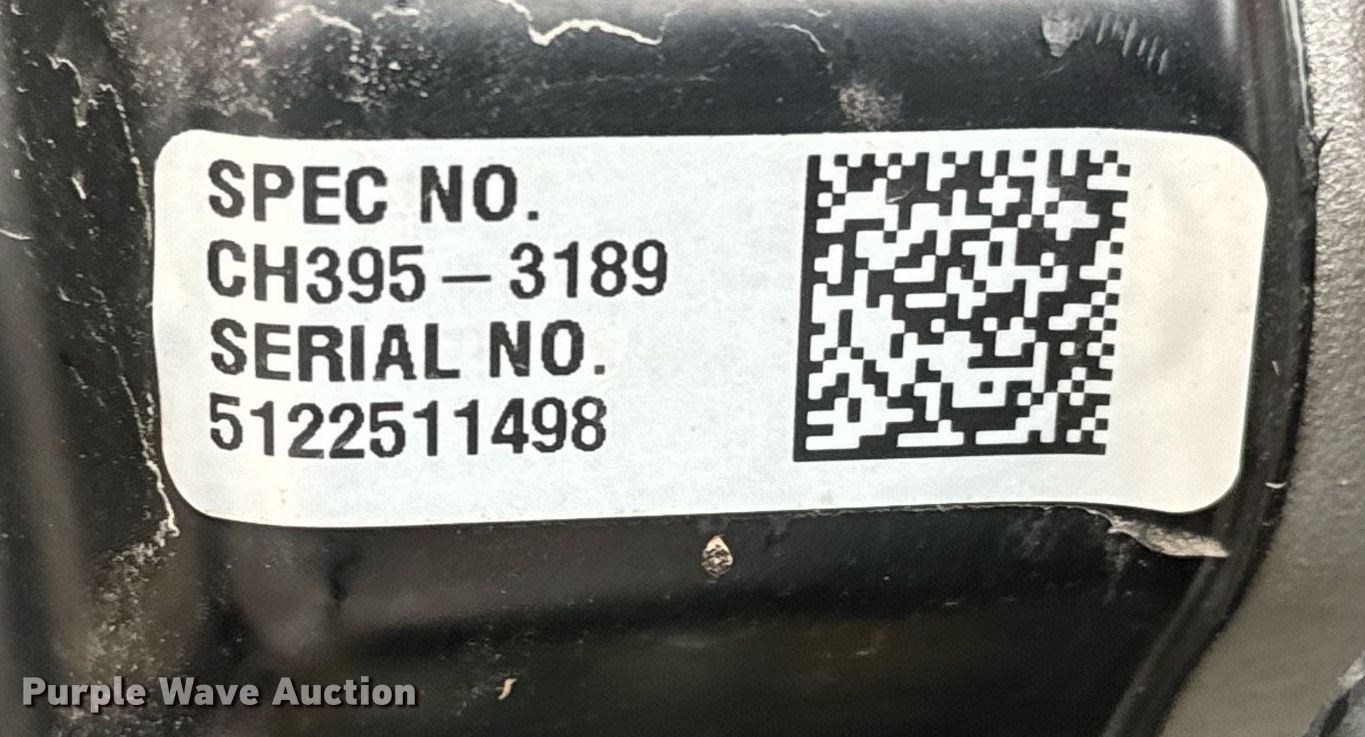 SPEC NO.
CH395-3189
SERIAL NO.
5122511498
Purple Wave Auction